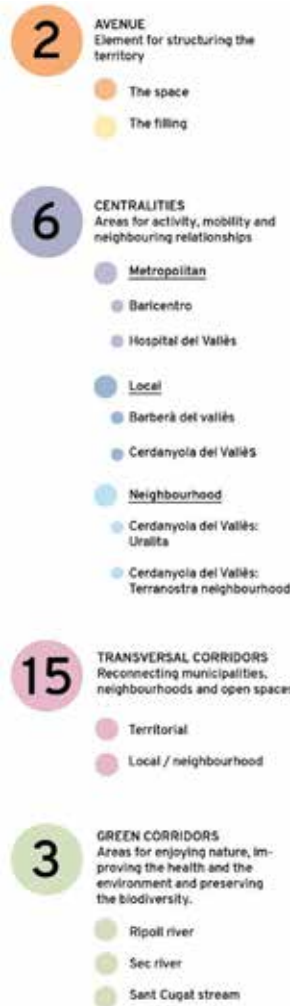 2
AVENUE
Element for structuring the
territory
The space
The filling
6
CENTRALITIES
Areas for activity, mobility and
neighbouring relationships
Metropolitan
Baricentro
Hospital del Vallès
Local
Barberà del vallès
Cerdanyola del Vallès
Neighbourhood
Cerdanyola del Vallès:
Uralita
Cerdanyola del Vallès:
Terranostra neighbourhood
15
TRANSVERSAL CORRIDORS
Reconnecting municipalities,
neighbourhoods and open spaces
Territorial
Local / neighbourhood
3
GREEN CORRIDORS
Areas for enjoying nature, im-
proving the health and the
environment and preserving
the biodiversity.
Ripoll river
Sec river
Sant Cugat stream